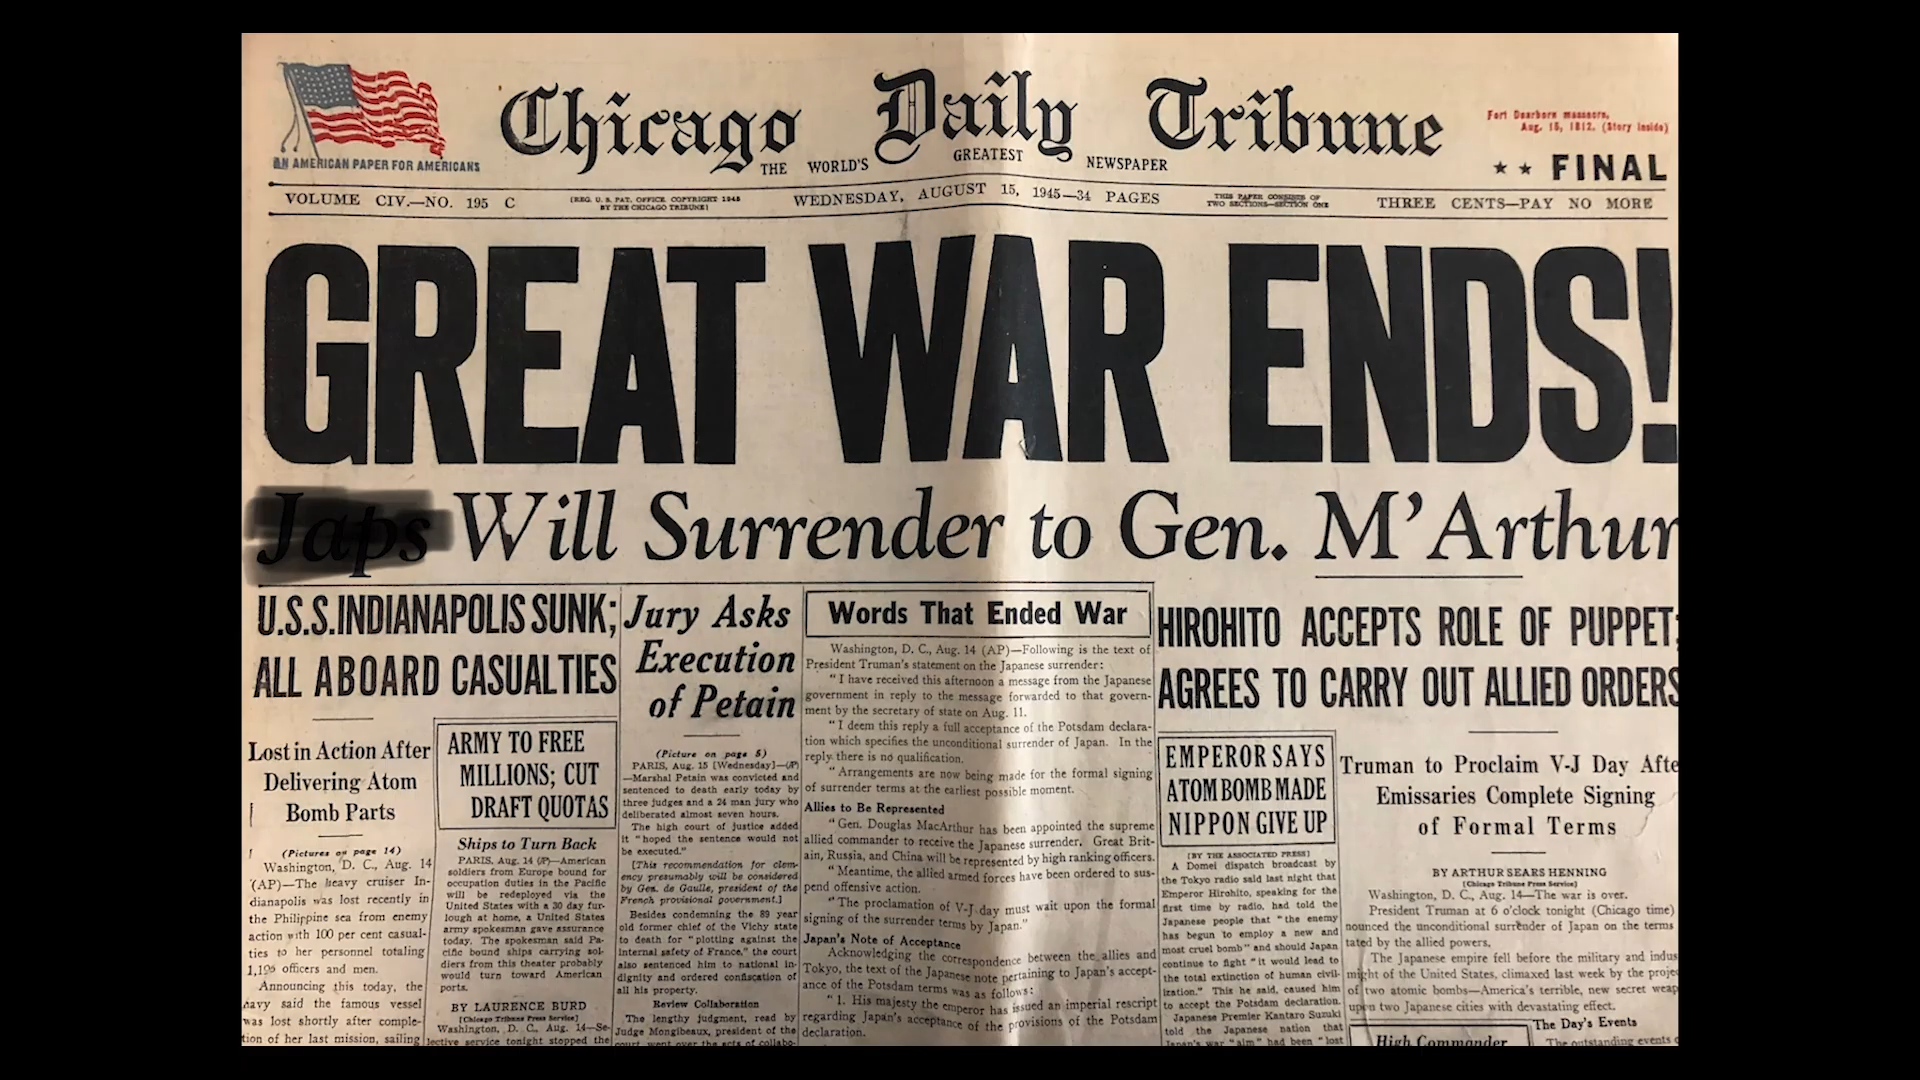 Chicago Daily Tribune
THE WORLD'S GREATEST NEWSPAPER
AN AMERICAN PAPER FOR AMERICANS
Fort Dearborn massacre,
Aug. 15, 1812. (Story Inside)
★ ★ FINAL
VOLUME CIV.—NO. 195 C
[REG. U. S. PAT. OFFICE. COPYRIGHT 1945
BY THE CHICAGO TRIBUNE]
WEDNESDAY, AUGUST 15, 1945—34 PAGES
THIS PAPER CONSISTS OF
TWO SECTIONS—SECTION ONE
THREE CENTS—PAY NO MORE
GREAT WAR ENDS!
Japs Will Surrender to Gen. M'Arthur
U.S.S. INDIANAPOLIS SUNK;
ALL ABOARD CASUALTIES
Lost in Action After
Delivering Atom
Bomb Parts
(Pictures on page 14)
Washington, D. C., Aug. 14
(AP)—The heavy cruiser In-
dianapolis was lost recently in
the Philippine sea from enemy
action with 100 per cent casual-
ties to her personnel totaling
1,196 officers and men.
Announcing this today, the
navy said the famous vessel
was lost shortly after comple-
tion of her last mission, sailing
ARMY TO FREE
MILLIONS; CUT
DRAFT QUOTAS
Ships to Turn Back
PARIS, Aug. 14 (AP)—American
soldiers from Europe bound for
occupation duties in the Pacific
will be redeployed via the
United States with a 30 day fur-
lough at home, a United States
army spokesman gave assurance
today. The spokesman said Pa-
cific bound ships carrying sol-
diers from this theater probably
would turn toward American
ports.
BY LAURENCE BURD
[Chicago Tribune Press Service]
Washington, D. C., Aug. 14—Se-
lective service tonight stopped the
Jury Asks
Execution
of Petain
(Picture on page 5)
PARIS, Aug. 15 [Wednesday]—(AP)
—Marshal Petain was convicted and
sentenced to death early today by
three judges and a 24 man jury who
deliberated almost seven hours.
The high court of justice added
it "hoped the sentence would not
be executed."
[This recommendation for clem-
ency presumably will be considered
by Gen. de Gaulle, president of the
French provisional government.]
Besides condemning the 89 year
old former chief of the Vichy state
to death for "plotting against the
internal safety of France," the court
also sentenced him to national in-
dignity and ordered confiscation of
all his property.
Review Collaboration
The lengthy judgment, read by
Judge Mongibeaux, president of the
court, went over the acts of collabo-
Words That Ended War
Washington, D. C., Aug. 14 (AP)—Following is the text of
President Truman's statement on the Japanese surrender:
"I have received this afternoon a message from the Japanese
government in reply to the message forwarded to that govern-
ment by the secretary of state on Aug. 11.
"I deem this reply a full acceptance of the Potsdam declara-
tion which specifies the unconditional surrender of Japan. In the
reply there is no qualification.
"Arrangements are now being made for the formal signing
of surrender terms at the earliest possible moment.
Allies to Be Represented
"Gen. Douglas MacArthur has been appointed the supreme
allied commander to receive the Japanese surrender. Great Brit-
ain, Russia, and China will be represented by high ranking officers.
"Meantime, the allied armed forces have been ordered to sus-
pend offensive action.
"The proclamation of V-J day must wait upon the formal
signing of the surrender terms by Japan."
Japan's Note of Acceptance
Acknowledging the correspondence between the allies and
Tokyo, the text of the Japanese note pertaining to Japan's accept-
ance of the Potsdam terms was as follows:
"1. His majesty the emperor has issued an imperial rescript
regarding Japan's acceptance of the provisions of the Potsdam
declaration.
HIROHITO ACCEPTS ROLE OF PUPPET;
AGREES TO CARRY OUT ALLIED ORDERS
EMPEROR SAYS
ATOM BOMB MADE
NIPPON GIVE UP
[BY THE ASSOCIATED PRESS]
A Domei dispatch broadcast by
the Tokyo radio said last night that
Emperor Hirohito, speaking for the
first time by radio, had told the
Japanese people that "the enemy
has begun to employ a new and
most cruel bomb" and should Japan
continue to fight "it would lead to
the total extinction of human civil-
ization." This he said, caused him
to accept the Potsdam declaration.
Japanese Premier Kantaro Suzuki
told the Japanese nation that
Japan's war "aim" had been "lost
Truman to Proclaim V-J Day Afte
Emissaries Complete Signing
of Formal Terms
BY ARTHUR SEARS HENNING
[Chicago Tribune Press Service]
Washington, D. C., Aug. 14—The war is over.
President Truman at 6 o'clock tonight (Chicago time)
nounced the unconditional surrender of Japan on the terms
tated by the allied powers.
The Japanese empire fell before the military and indus
might of the United States, climaxed last week by the projec
of two atomic bombs—America's terrible, new secret weap
upon two Japanese cities with devastating effect.
High Commander
The Day's Events
The outstanding events